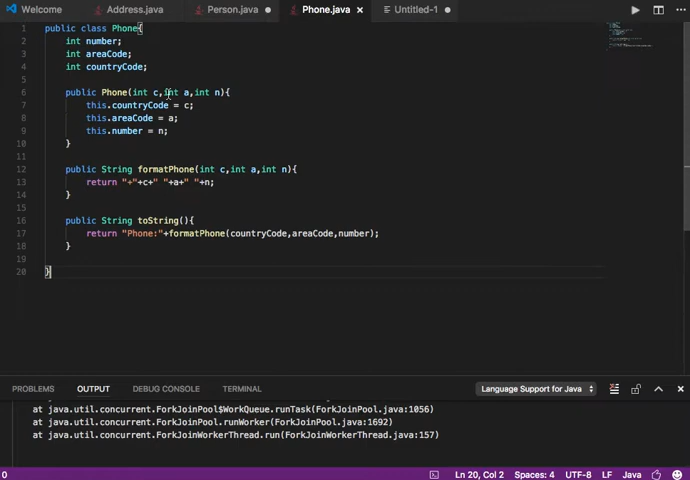 Welcome Address.java Person.java Phone.java Untitled-1
1 public class Phone{
2 int number;
3 int areaCode;
4 int countryCode;
5
6 public Phone(int c,int a,int n){
7 this.countryCode = c;
8 this.areaCode = a;
9 this.number = n;
10 }
11
12 public String formatPhone(int c,int a,int n){
13 return "+"+c+" "+a+" "+n;
14 }
15
16 public String toString(){
17 return "Phone:"+formatPhone(countryCode,areaCode,number);
18 }
19
20 }
PROBLEMS OUTPUT DEBUG CONSOLE TERMINAL Language Support for Java
at java.util.concurrent.ForkJoinPool$WorkQueue.runTask(ForkJoinPool.java:1056)
at java.util.concurrent.ForkJoinPool.runWorker(ForkJoinPool.java:1692)
at java.util.concurrent.ForkJoinWorkerThread.run(ForkJoinWorkerThread.java:157)
0 Ln 20, Col 2 Spaces: 4 UTF-8 LF Java